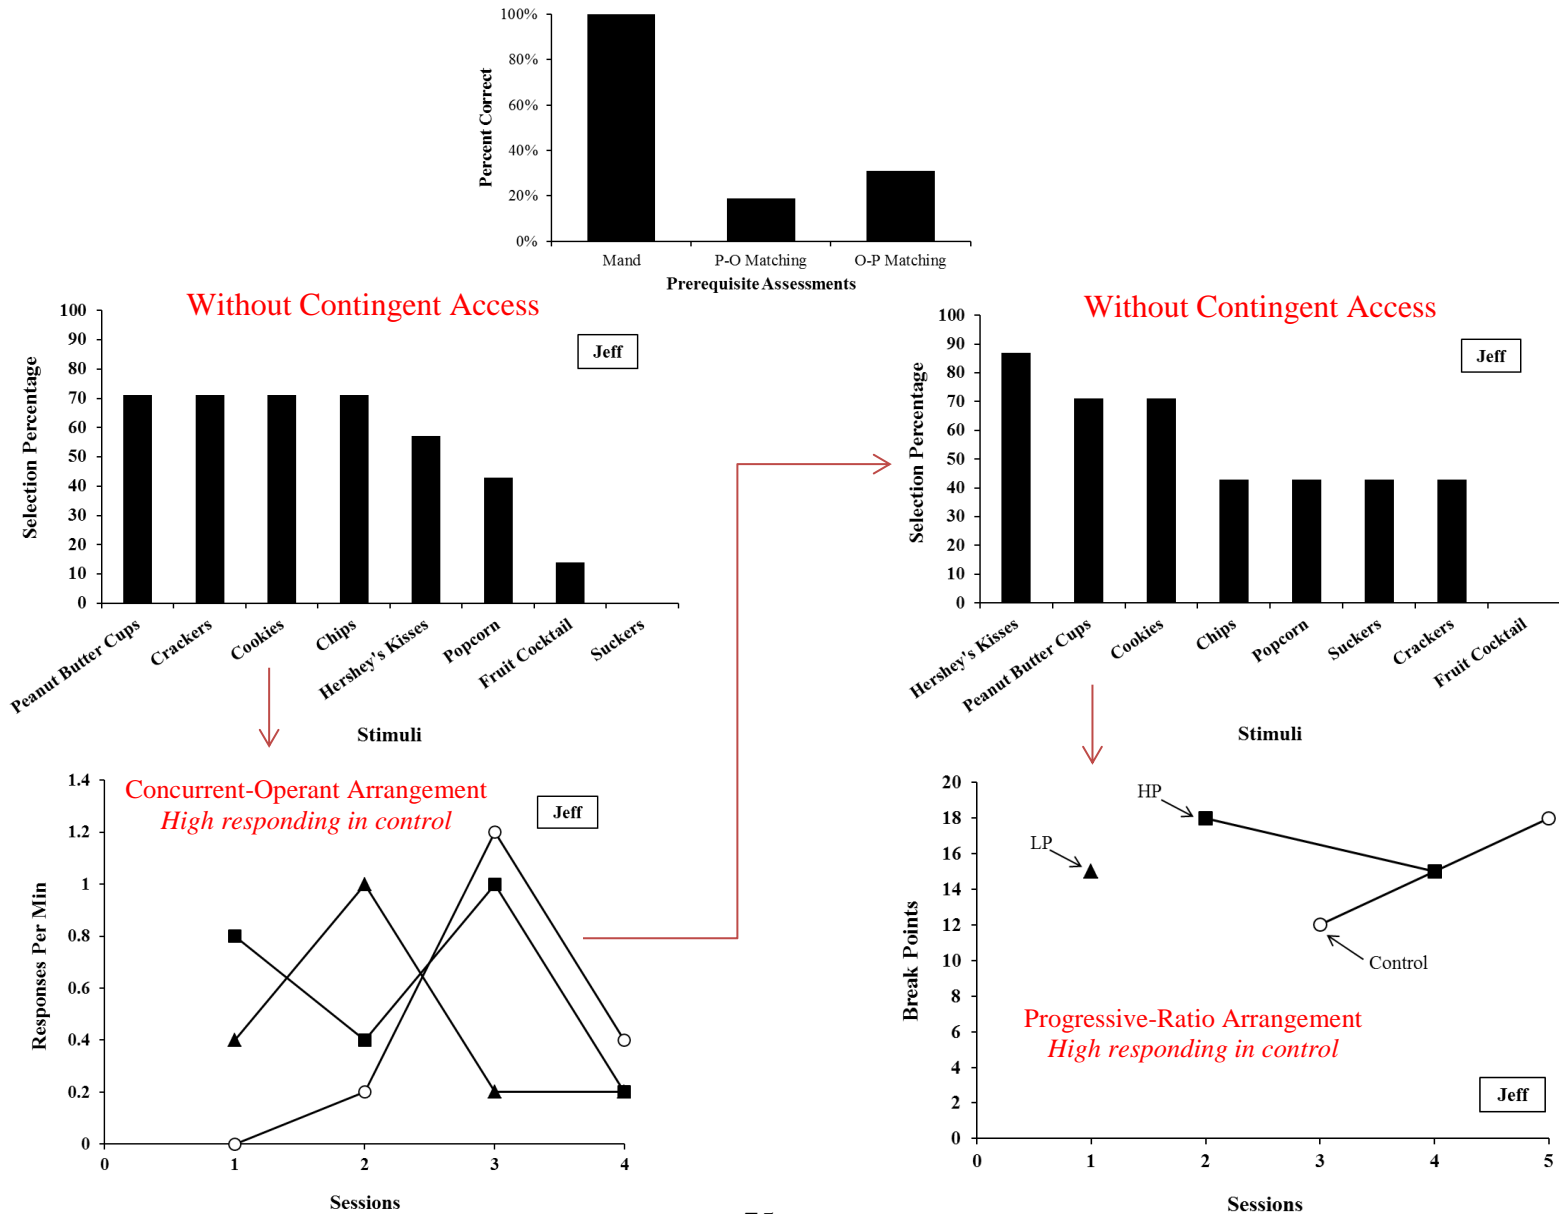 100%
80%
60%
40%
20%
0%
Percent Correct
Mand
P-O Matching
O-P Matching
Prerequisite Assessments
Without Contingent Access
100
90
80
70
60
50
40
30
20
10
0
Selection Percentage
Jeff
Peanut Butter Cups
Crackers
Cookies
Chips
Hershey's Kisses
Popcorn
Fruit Cocktail
Suckers
Stimuli
Without Contingent Access
100
90
80
70
60
50
40
30
20
10
0
Selection Percentage
Jeff
Hershey's Kisses
Peanut Butter Cups
Cookies
Chips
Popcorn
Suckers
Crackers
Fruit Cocktail
Stimuli
1.4
1.2
1
0.8
0.6
0.4
0.2
0
Responses Per Min
Concurrent-Operant Arrangement
High responding in control
Jeff
0
1
2
3
4
Sessions
20
18
16
14
12
10
8
6
4
2
0
Break Points
HP
LP
Control
Progressive-Ratio Arrangement
High responding in control
Jeff
0
1
2
3
4
5
Sessions